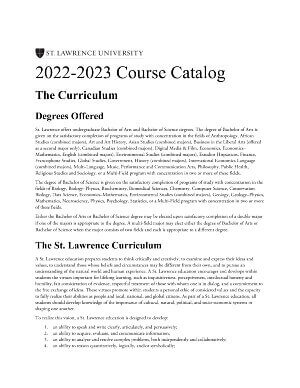 ST. LAWRENCE UNIVERSITY
2022-2023 Course Catalog
The Curriculum
Degrees Offered
St. Lawrence offers undergraduate Bachelor of Arts and Bachelor of Science degrees. The degree of Bachelor of Arts is
given on the satisfactory completion of programs of study with concentration in the fields of Anthropology, African
Studies (combined major), Art and Art History, Asian Studies (combined major), Business in the Liberal Arts (offered
as a second major only), Canadian Studies (combined major), Digital Media & Film, Economics, Economics-
Mathematics, English (combined major), Environmental Studies (combined major), Estudios Hispánicos, Finance,
Francophone Studies, Global Studies, Government, History (combined majors), International Economics-Language
(combined majors), Multi-Language, Music, Performance and Communication Arts, Philosophy, Public Health,
Religious Studies and Sociology, or a Multi-Field program with concentration in two or more of these fields.
The degree of Bachelor of Science is given on the satisfactory completion of programs of study with concentration in the
fields of Biology, Biology-Physics, Biochemistry, Biomedical Sciences, Chemistry, Computer Science, Conservation
Biology, Data Science, Economics-Mathematics, Environmental Studies (combined majors), Geology, Geology-Physics,
Mathematics, Neuroscience, Physics, Psychology, Statistics, or a Multi-Field program with concentration in two or more
of these fields.
Either the Bachelor of Arts or Bachelor of Science degree may be elected upon satisfactory completion of a double major
if one of the majors is appropriate to the degree. A multi-field major may elect either the degree of Bachelor of Arts or
Bachelor of Science when the major consists of two fields and each is appropriate to a different degree.
The St. Lawrence Curriculum
A St. Lawrence education prepares students to think critically and creatively, to examine and express their ideas and
values, to understand those whose beliefs and circumstances may be different from their own, and to pursue an
understanding of the natural world and human experience. A St. Lawrence education encourages and develops within
students the virtues important for lifelong learning, such as inquisitiveness, perceptiveness, intellectual honesty and
humility, fair consideration of evidence, respectful treatment of those with whom one is in dialog, and a commitment to
the free exchange of ideas. These virtues promote within students a personal ethic of considered values and the capacity
to fully realize their abilities as people and local, national, and global citizens. As part of a St. Lawrence education, all
students should develop knowledge of the importance of cultural, natural, political, and socio-economic systems in
shaping one another.
To realize this vision, a St. Lawrence education is designed to develop:
1. an ability to speak and write clearly, articulately, and persuasively;
2. an ability to acquire, evaluate, and communicate information;
3. an ability to analyze and resolve complex problems, both independently and collaboratively;
4. an ability to reason quantitatively, logically, and/or symbolically;